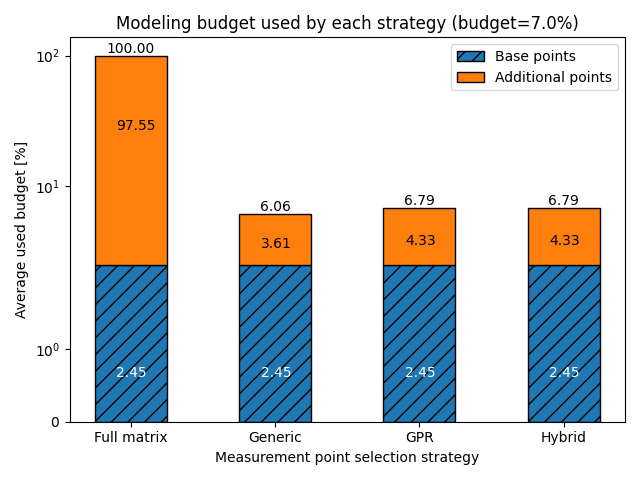 Modeling budget used by each strategy (budget=7.0%)
Average used budget [%]
10²
10¹
10⁰
0
Base points
Additional points
100.00
97.55
2.45
6.06
3.61
2.45
6.79
4.33
2.45
6.79
4.33
2.45
Full matrix
Generic
GPR
Hybrid
Measurement point selection strategy